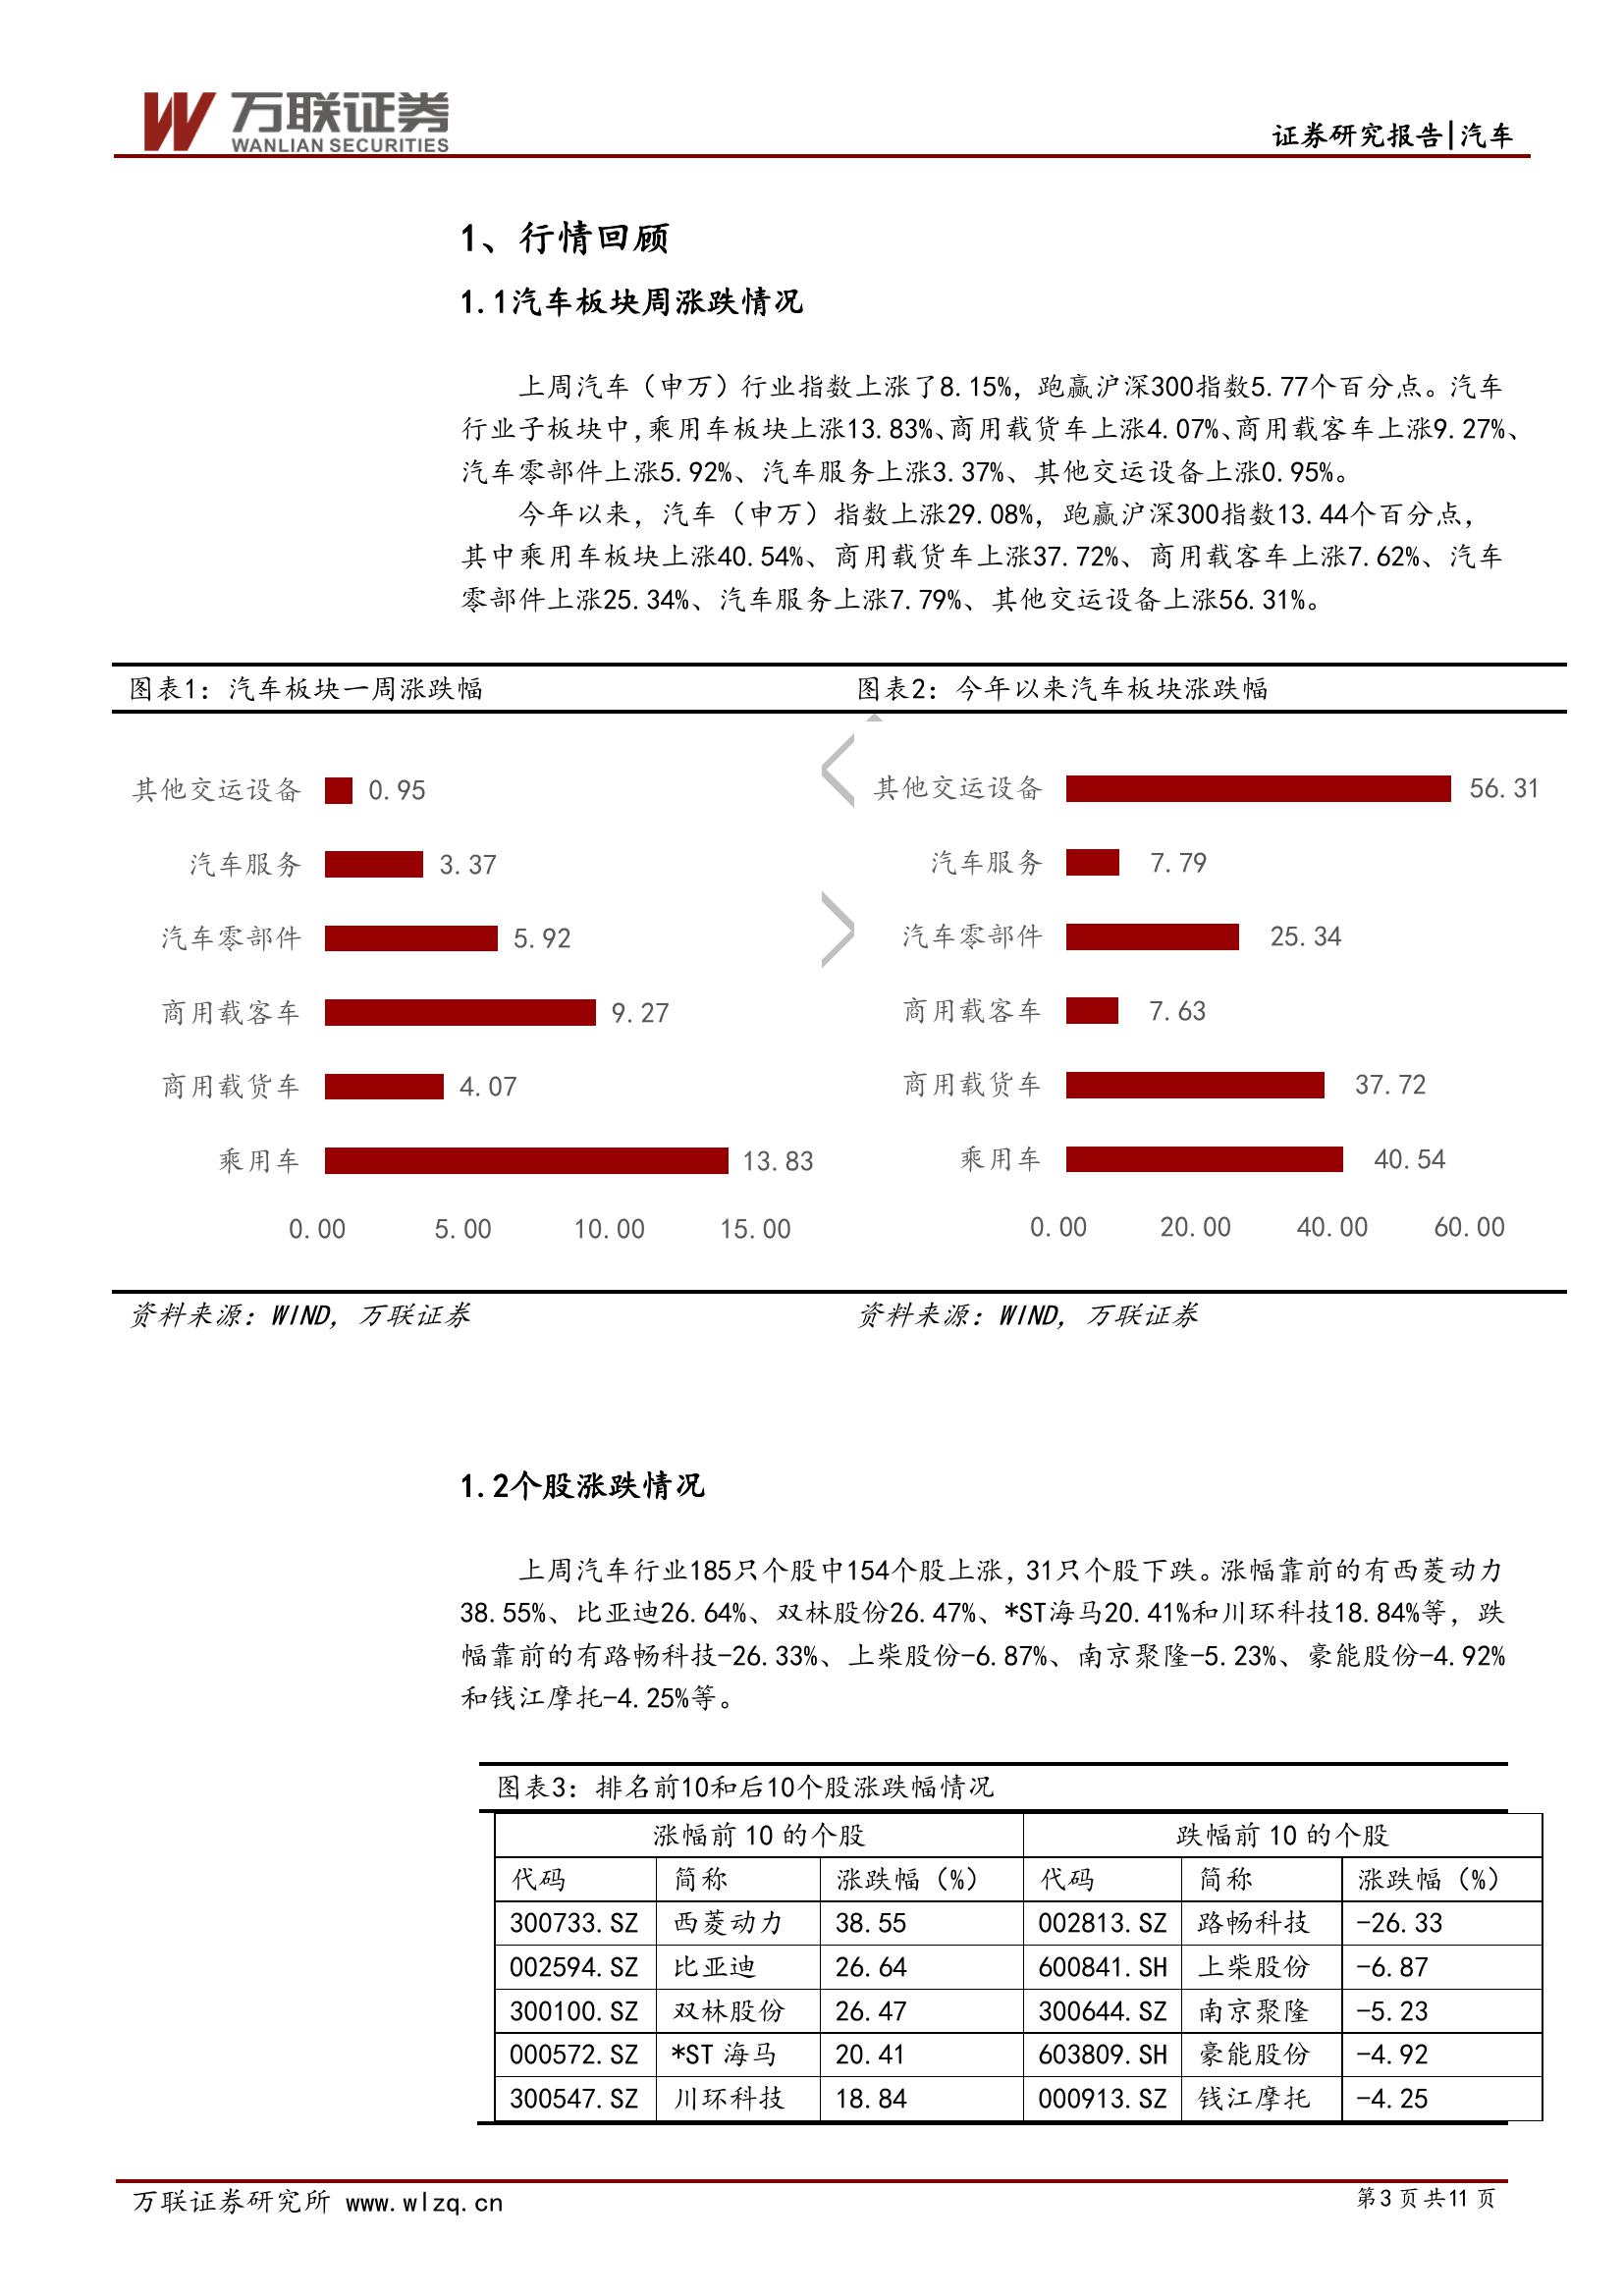 万联证券
WANLIAN SECURITIES
证券研究报告|汽车
1、行情回顾
1.1汽车板块周涨跌情况
上周汽车（申万）行业指数上涨了8.15%，跑赢沪深300指数5.77个百分点。汽车
行业子板块中,乘用车板块上涨13.83%、商用载货车上涨4.07%、商用载客车上涨9.27%、
汽车零部件上涨5.92%、汽车服务上涨3.37%、其他交运设备上涨0.95%。
今年以来，汽车（申万）指数上涨29.08%，跑赢沪深300指数13.44个百分点，
其中乘用车板块上涨40.54%、商用载货车上涨37.72%、商用载客车上涨7.62%、汽车
零部件上涨25.34%、汽车服务上涨7.79%、其他交运设备上涨56.31%。
图表1：汽车板块一周涨跌幅
其他交运设备 0.95
汽车服务 3.37
汽车零部件 5.92
商用载客车 9.27
商用载货车 4.07
乘用车 13.83
0.00 5.00 10.00 15.00
资料来源：WIND，万联证券
图表2：今年以来汽车板块涨跌幅
其他交运设备 56.31
汽车服务 7.79
汽车零部件 25.34
商用载客车 7.63
商用载货车 37.72
乘用车 40.54
0.00 20.00 40.00 60.00
资料来源：WIND，万联证券
1.2个股涨跌情况
上周汽车行业185只个股中154个股上涨，31只个股下跌。涨幅靠前的有西菱动力
38.55%、比亚迪26.64%、双林股份26.47%、*ST海马20.41%和川环科技18.84%等，跌
幅靠前的有路畅科技-26.33%、上柴股份-6.87%、南京聚隆-5.23%、豪能股份-4.92%
和钱江摩托-4.25%等。
图表3：排名前10和后10个股涨跌幅情况
涨幅前 10 的个股 跌幅前 10 的个股
代码 简称 涨跌幅（%） 代码 简称 涨跌幅（%）
300733.SZ 西菱动力 38.55 002813.SZ 路畅科技 -26.33
002594.SZ 比亚迪 26.64 600841.SH 上柴股份 -6.87
300100.SZ 双林股份 26.47 300644.SZ 南京聚隆 -5.23
000572.SZ *ST 海马 20.41 603809.SH 豪能股份 -4.92
300547.SZ 川环科技 18.84 000913.SZ 钱江摩托 -4.25
万联证券研究所 www.wlzq.cn
第 3 页 共 11 页